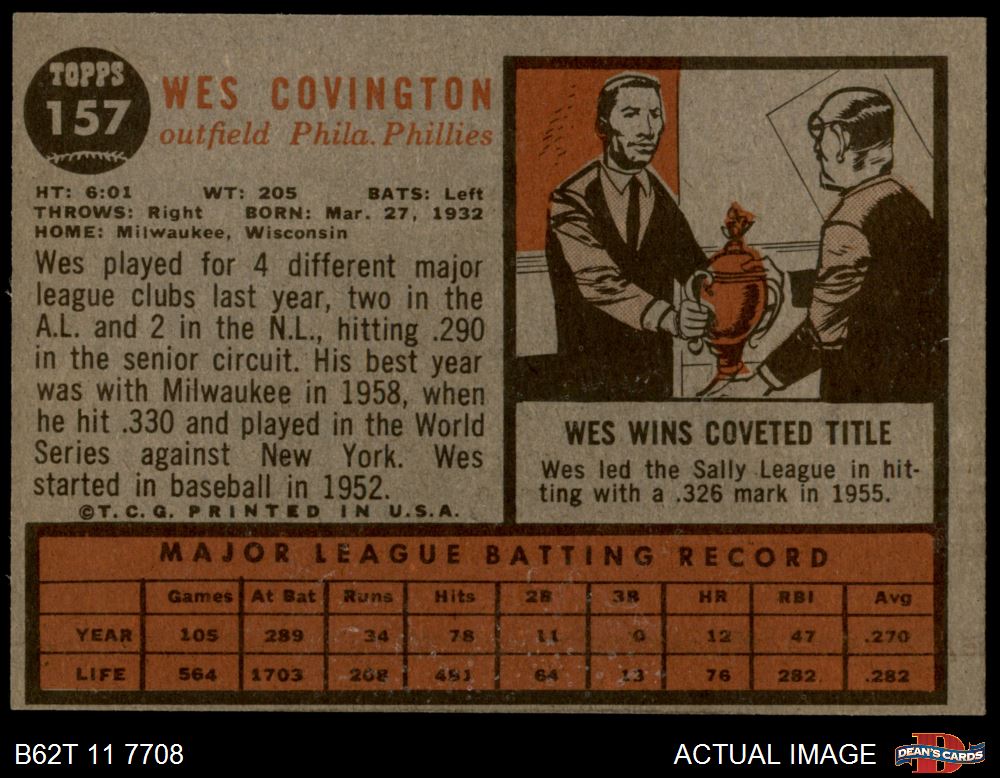 TOPPS
157
WES COVINGTON
outfield Phila. Phillies
HT: 6:01 WT: 205 BATS: Left
THROWS: Right BORN: Mar. 27, 1932
HOME: Milwaukee, Wisconsin
Wes played for 4 different major
league clubs last year, two in the
A.L. and 2 in the N.L., hitting .290
in the senior circuit. His best year
was with Milwaukee in 1958, when
he hit .330 and played in the World
Series against New York. Wes
started in baseball in 1952.
©T.C.G. PRINTED IN U.S.A.
WES WINS COVETED TITLE
Wes led the Sally League in hit-
ting with a .326 mark in 1955.
MAJOR LEAGUE BATTING RECORD
Games At Bat Runs Hits 2B 3B HR RBI Avg
YEAR 105 289 34 78 11 0 12 47 .270
LIFE 564 1703 208 481 64 13 76 282 .282
B62T 11 7708
ACTUAL IMAGE
D
DEAN'S CARDS